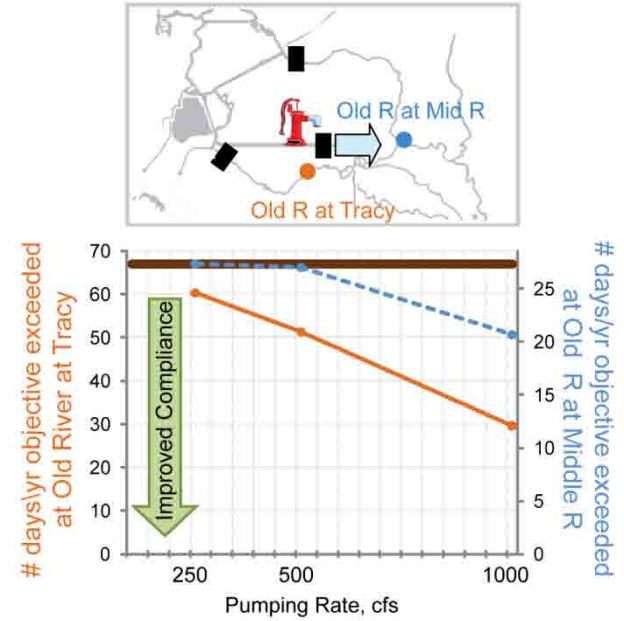 Old R at Mid R
Old R at Tracy
# days\yr objective exceeded
at Old River at Tracy
70
60
50
40
30
20
10
0
Improved Compliance
25
20
15
10
5
0
# days/yr objective exceeded
at Old R at Middle R
250
500
1000
Pumping Rate, cfs